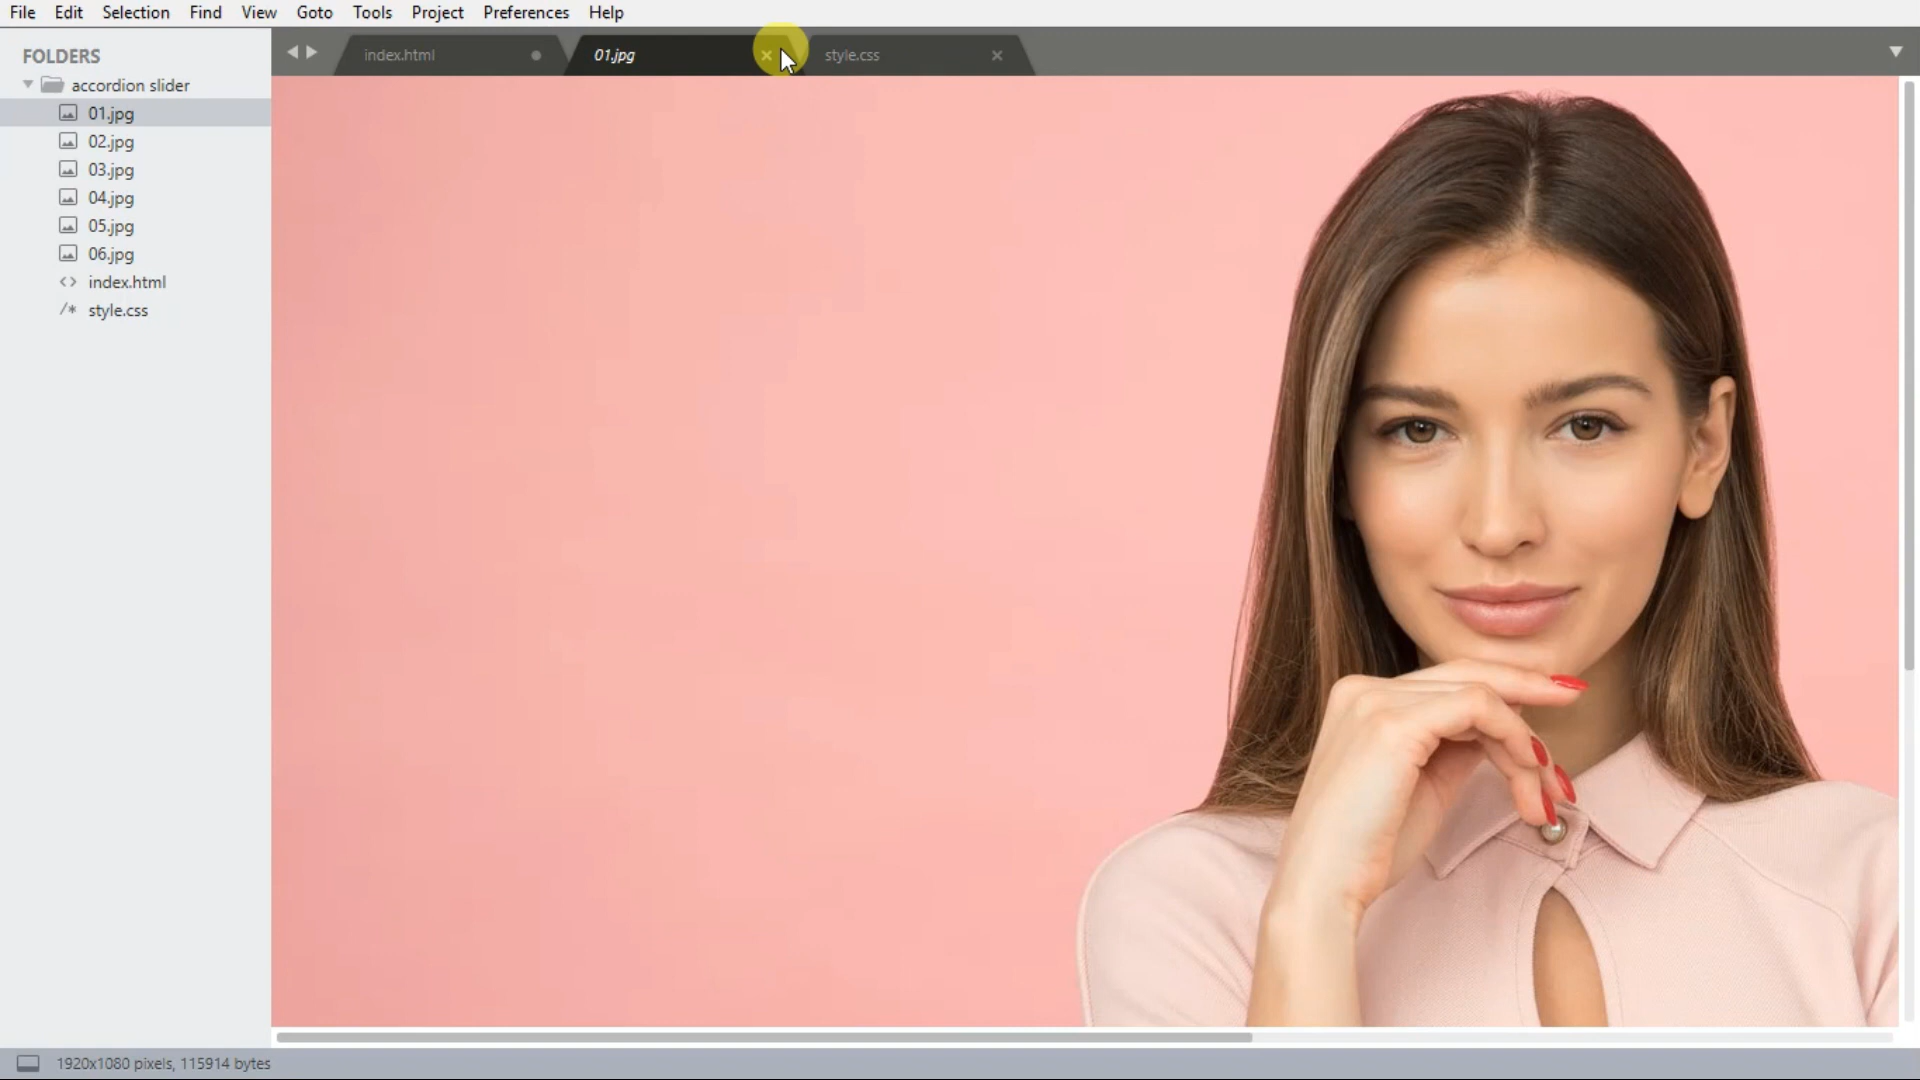 File Edit Selection Find View Goto Tools Project Preferences Help
FOLDERS
accordion slider
01.jpg
02.jpg
03.jpg
04.jpg
05.jpg
06.jpg
<> index.html
/* style.css
index.html
01.jpg
style.css
1920x1080 pixels, 115914 bytes